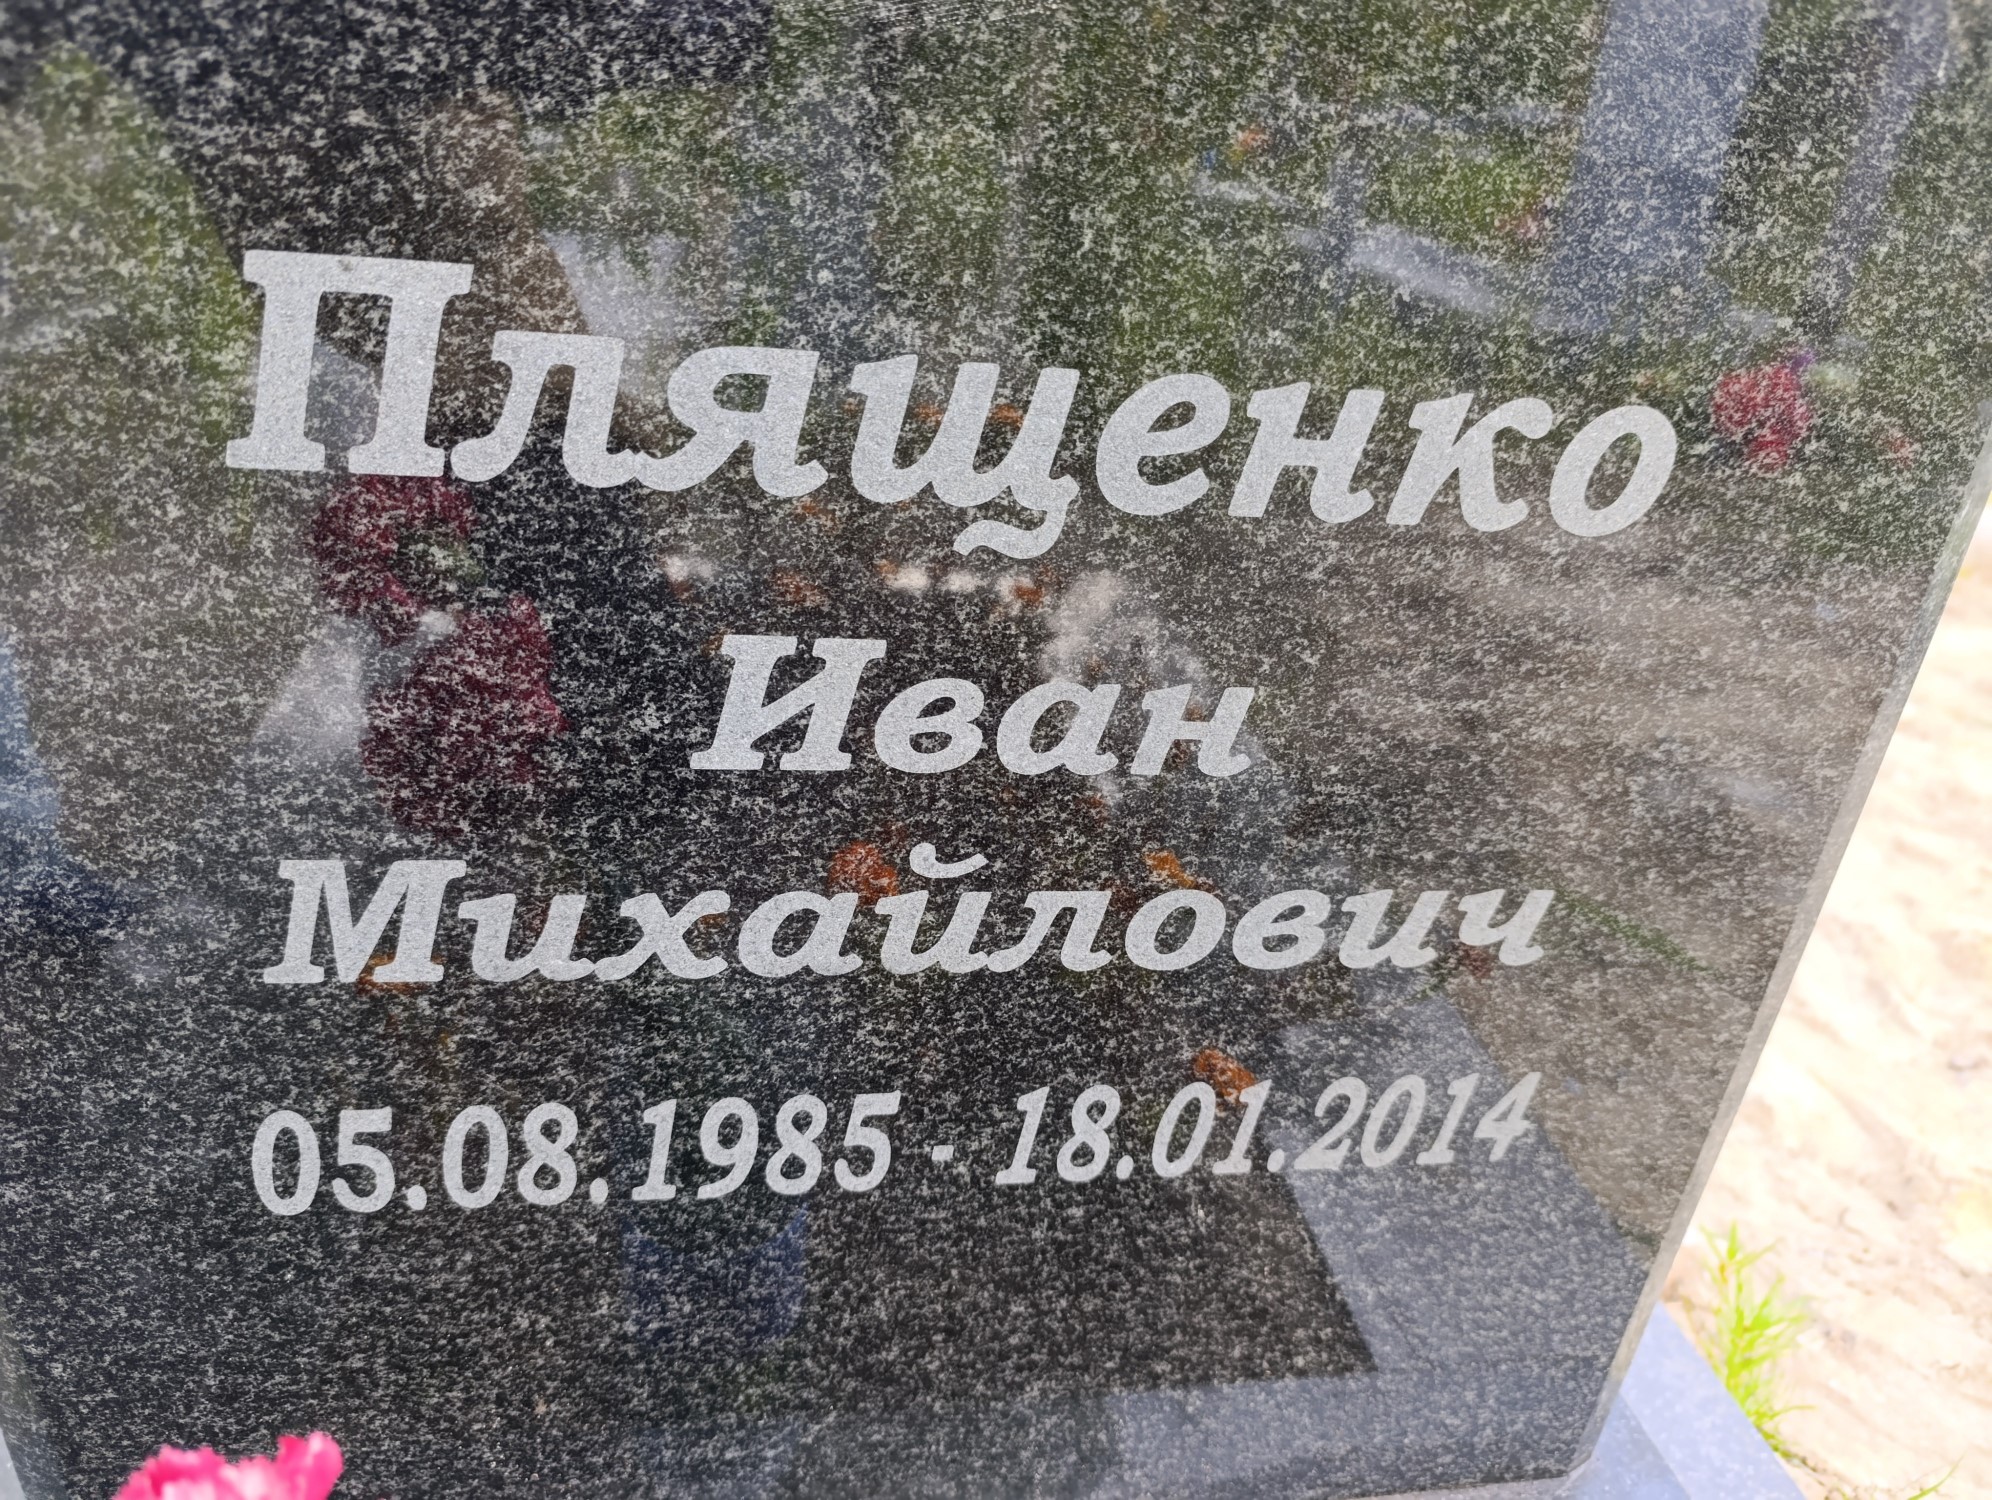 Плященко
Иван
Михайлович
05.08.1985 - 18.01.2014